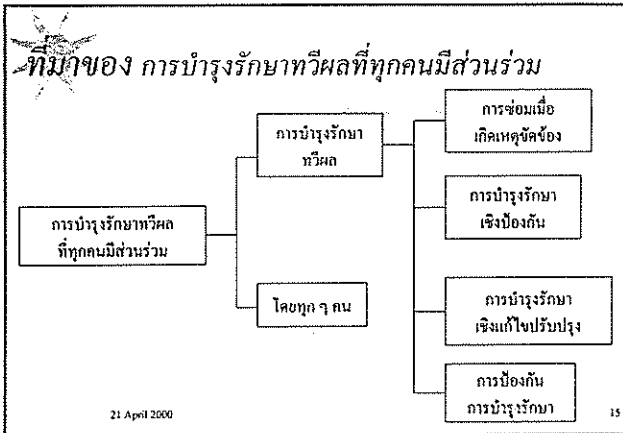 ที่มาของ การบำรุงรักษาทวีผลที่ทุกคนมีส่วนร่วม
การบำรุงรักษาทวีผล
ที่ทุกคนมีส่วนร่วม
การบำรุงรักษา
ทวีผล
โดยทุก ๆ คน
การซ่อมเมื่อ
เกิดเหตุขัดข้อง
การบำรุงรักษา
เชิงป้องกัน
การบำรุงรักษา
เชิงแก้ไขปรับปรุง
การป้องกัน
การบำรุงรักษา
21 April 2000
15